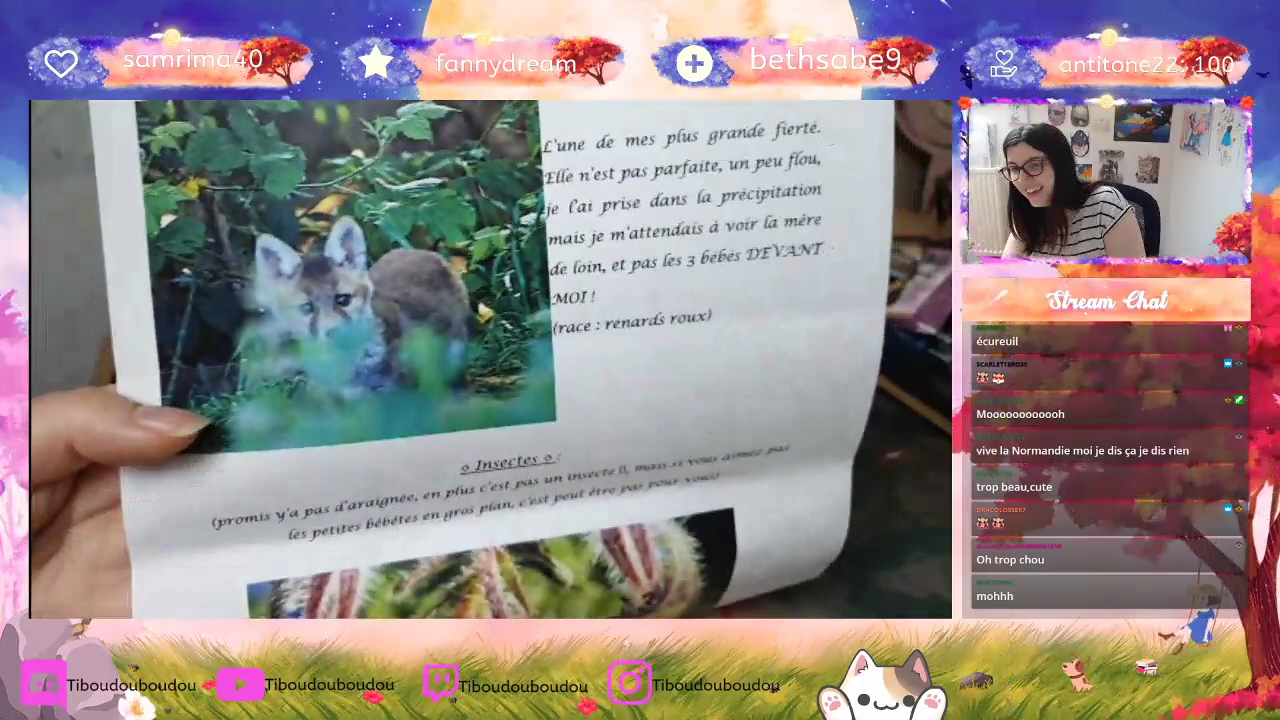 samrima40
fannydream
bethsabe9
antitone22: 100
L'une de mes plus grande fierté.
Elle n'est pas parfaite, un peu flou,
je l'ai prise dans la précipitation
mais je m'attendais à voir la mère
de loin, et pas les 3 bébés DEVANT
MOI !
(race : renards roux)
◊ Insectes ◊ :
(promis y'a pas d'araignée, en plus c'est pas un insecte !), mais si vous aimez pas
les petites bêbêtes en gros plan, c'est peut être pas pour vous)
Stream Chat
écureuil
SCARLETTBROSE
Mooooooooooooh
vive la Normandie moi je dis ça je dis rien
trop beau,cute
DRACOLOSSE67
Oh trop chou
mohhh
Tiboudouboudou
Tiboudouboudou
Tiboudouboudou
Tiboudouboudou